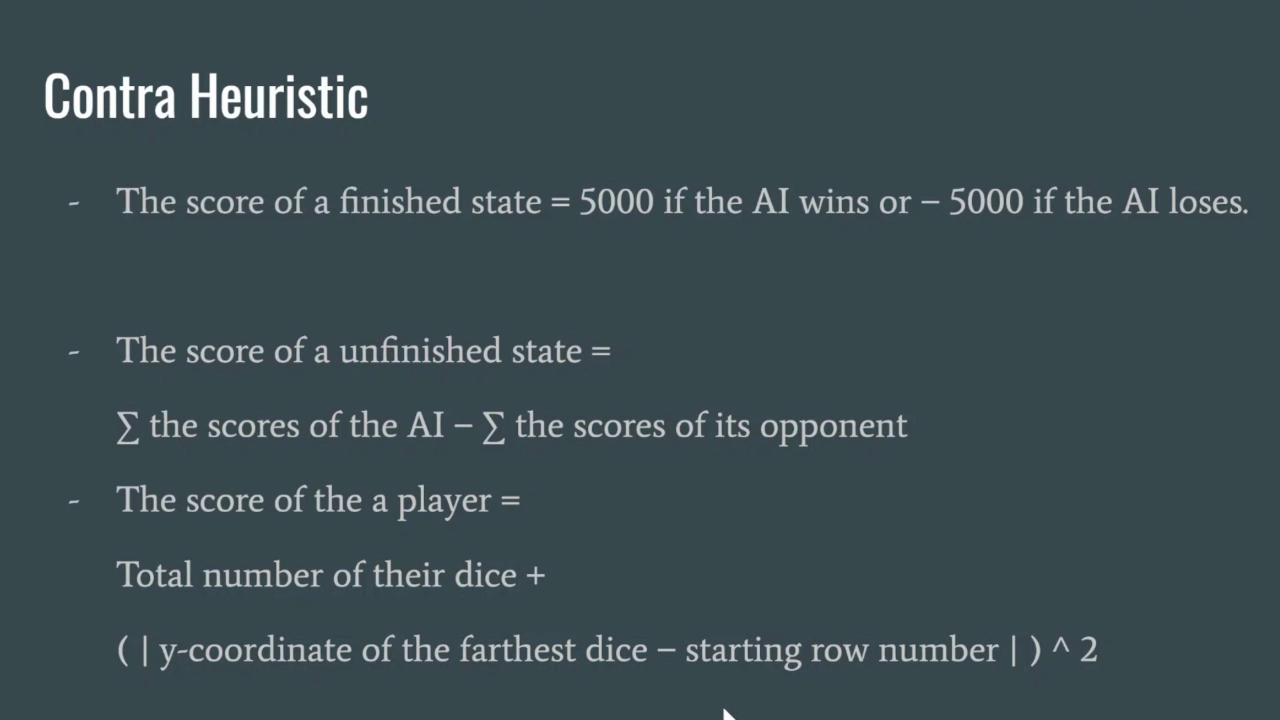 Contra Heuristic
- The score of a finished state = 5000 if the AI wins or – 5000 if the AI loses.
- The score of a unfinished state =
∑ the scores of the AI – ∑ the scores of its opponent
- The score of the a player =
Total number of their dice +
( | y-coordinate of the farthest dice – starting row number | ) ^ 2